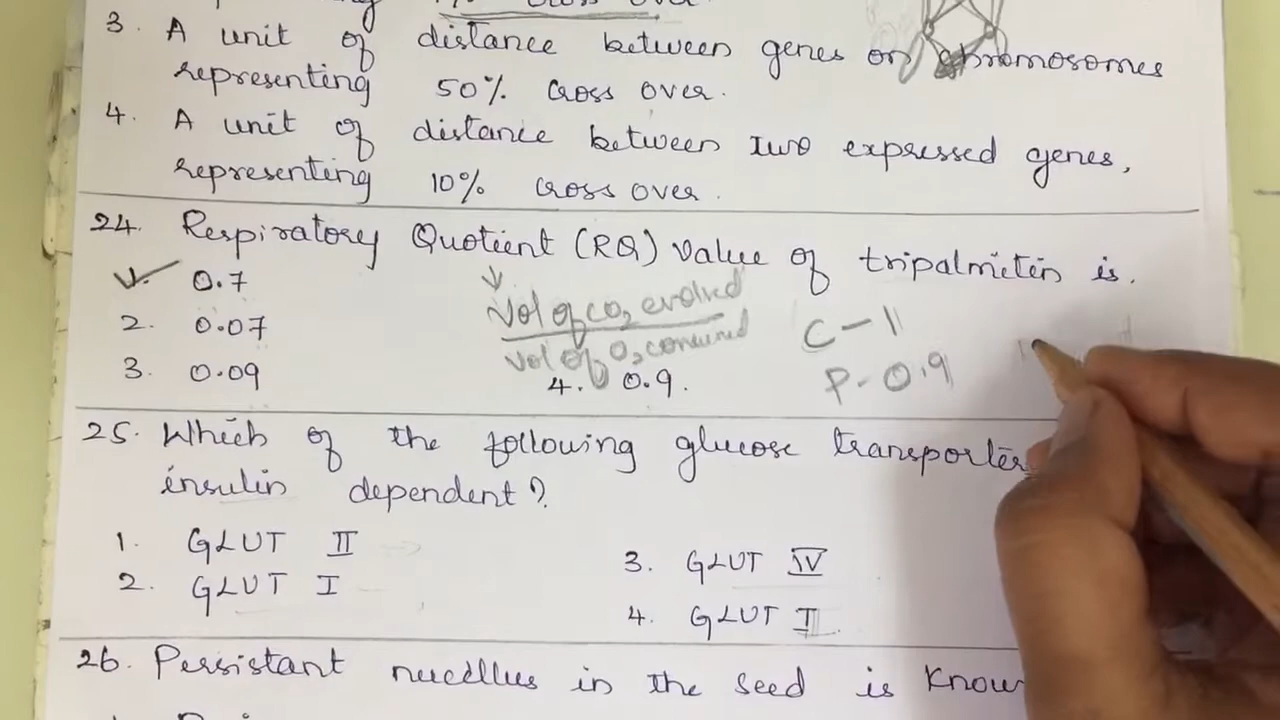 cross over
3. A unit of distance between genes on chromosomes
representing 50% cross over.
4. A unit of distance between two expressed genes,
representing 10% cross over.
24. Respiratory Quotient (RQ) value of tripalmitin is.
1. 0.7
2. 0.07
3. 0.09
4. 0.9.
Vol of CO2 evolved
Vol of O2 consumed
C - 1
P - 0.9
25. Which of the following glucose transporter
insulin dependent?
1. GLUT II
2. GLUT I
3. GLUT IV
4. GLUT I
26. Persistant nucellus in the seed is know